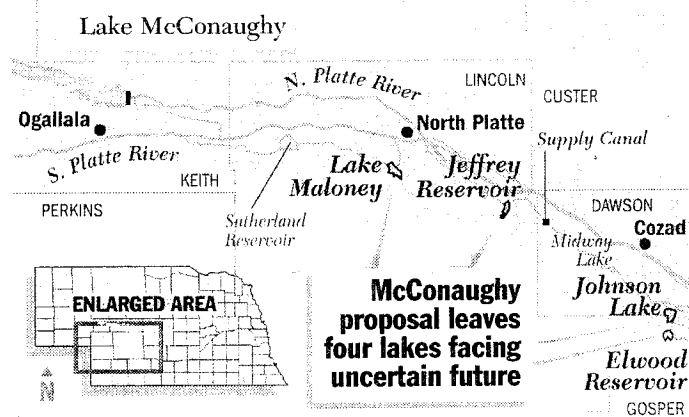 Lake McConaughy
N. Platte River
LINCOLN
CUSTER
Ogallala
North Platte
Supply Canal
S. Platte River
KEITH
Lake
Maloney
Jeffrey
Reservoir
PERKINS
Sutherland
Reservoir
DAWSON
Cozad
Midway
Lake
Johnson
Lake
ENLARGED AREA
McConaughy
proposal leaves
four lakes facing
uncertain future
Elwood
Reservoir
N
GOSPER